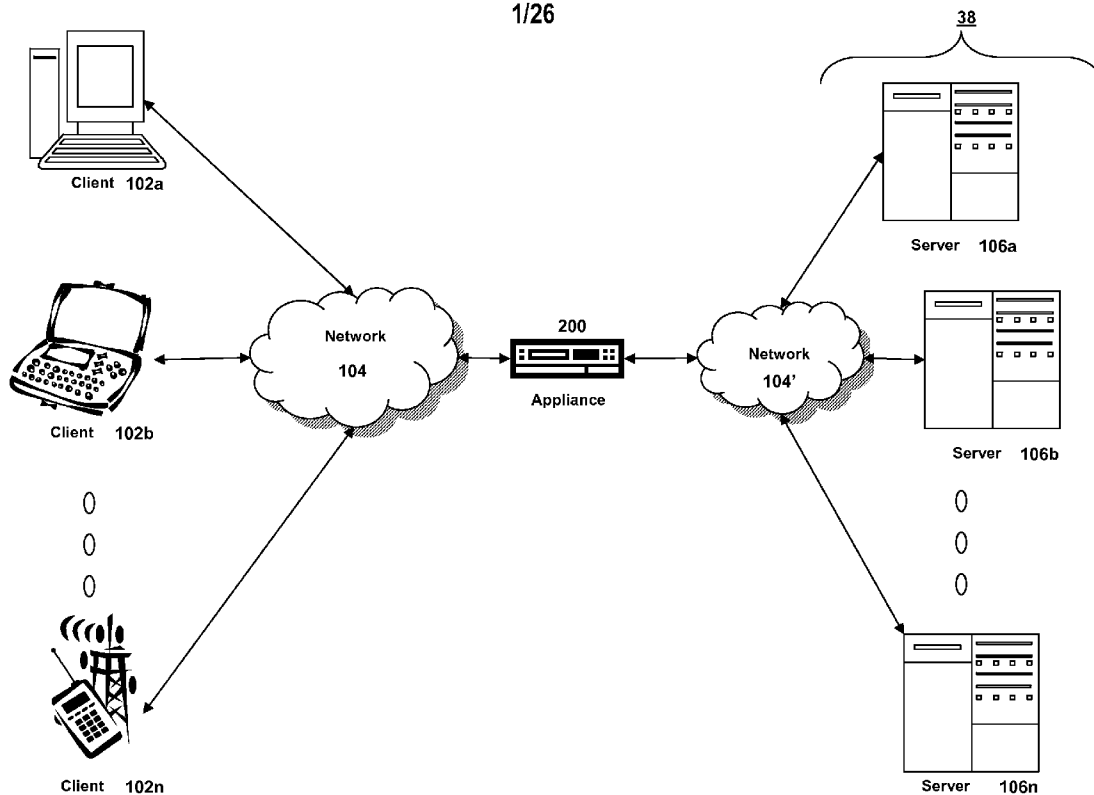 1/26
38
Client 102a
Server 106a
Network
104
200
Appliance
Network
104’
Client 102b
Server 106b
Client 102n
Server 106n